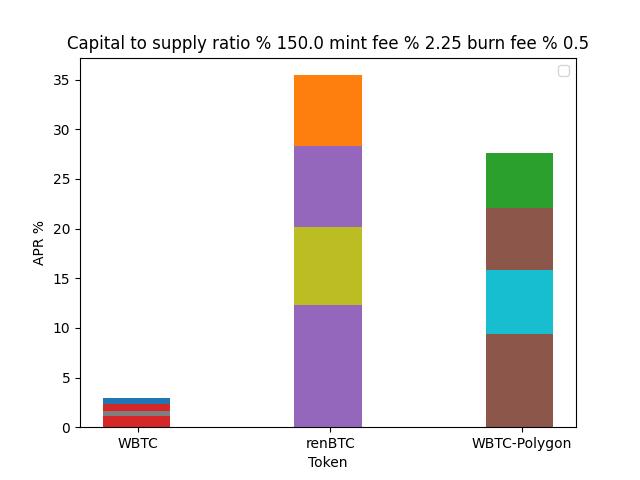 Capital to supply ratio % 150.0 mint fee % 2.25 burn fee % 0.5
APR %
35
30
25
20
15
10
5
0
WBTC renBTC WBTC-Polygon
Token